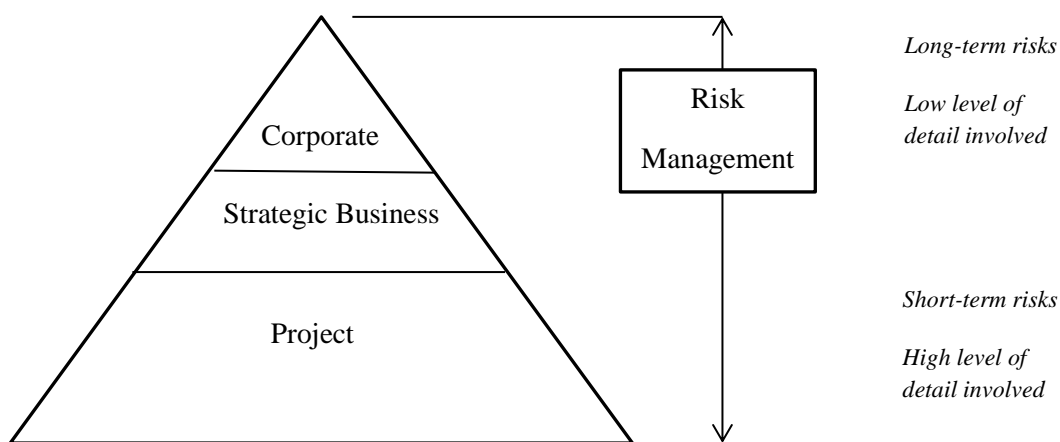 Corporate
Strategic Business
Project
Risk
Management
Long-term risks
Low level of
detail involved
Short-term risks
High level of
detail involved